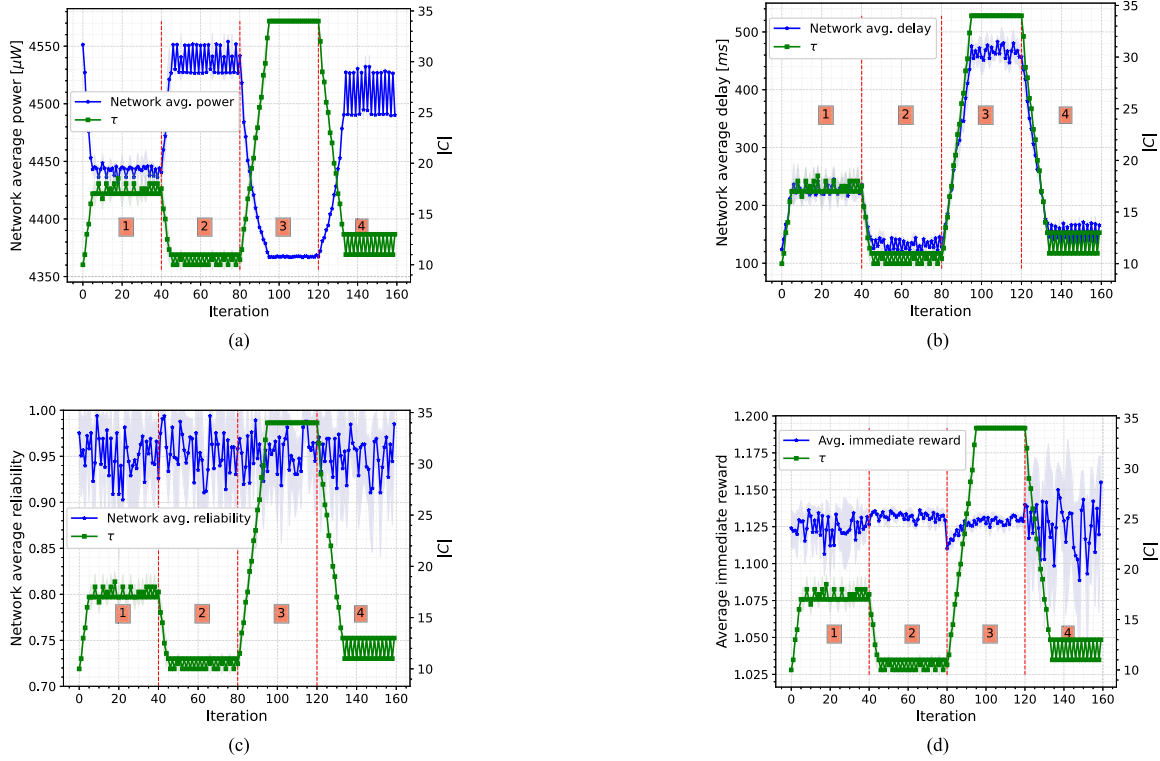 Network average power [μW]
4550
4500
4450
4400
4350
Network avg. power
τ
1
2
3
4
35
30
25
20
15
10
|C|
0 20 40 60 80 100 120 140 160
Iteration
(a)
Network average delay [ms]
500
400
300
200
100
Network avg. delay
τ
1
2
3
4
35
30
25
20
15
10
|C|
0 20 40 60 80 100 120 140 160
Iteration
(b)
Network average reliability
1.00
0.95
0.90
0.85
0.80
0.75
0.70
Network avg. reliability
τ
1
2
3
4
35
30
25
20
15
10
|C|
0 20 40 60 80 100 120 140 160
Iteration
(c)
Average immediate reward
1.200
1.175
1.150
1.125
1.100
1.075
1.050
1.025
Avg. immediate reward
τ
1
2
3
4
35
30
25
20
15
10
|C|
0 20 40 60 80 100 120 140 160
Iteration
(d)